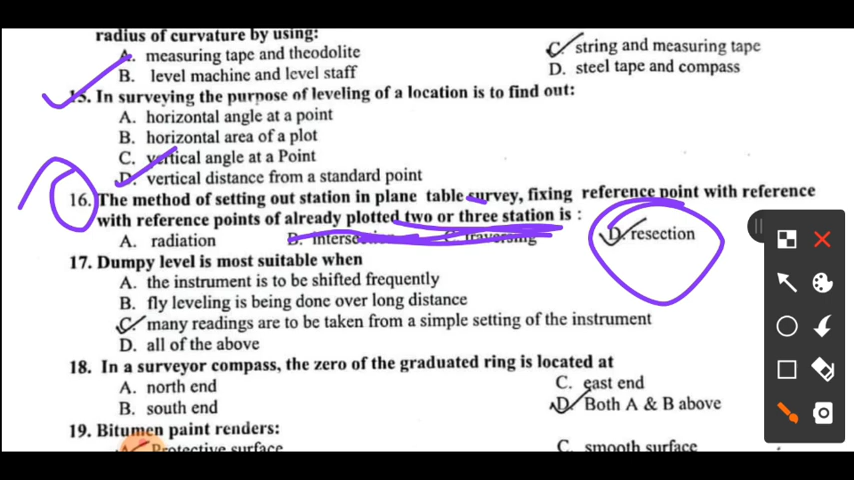 radius of curvature by using:
A. measuring tape and theodolite
C. string and measuring tape
B. level machine and level staff
D. steel tape and compass
15. In surveying the purpose of leveling of a location is to find out:
A. horizontal angle at a point
B. horizontal area of a plot
C. vertical angle at a Point
D. vertical distance from a standard point
16. The method of setting out station in plane table survey, fixing reference point with reference
with reference points of already plotted two or three station is :
A. radiation B. C. traversing D. resection
17. Dumpy level is most suitable when
A. the instrument is to be shifted frequently
B. fly leveling is being done over long distance
C. many readings are to be taken from a simple setting of the instrument
D. all of the above
18. In a surveyor compass, the zero of the graduated ring is located at
A. north end
C. east end
B. south end
D. Both A & B above
19. Bitumen paint renders:
Protective surface
C. smooth surface